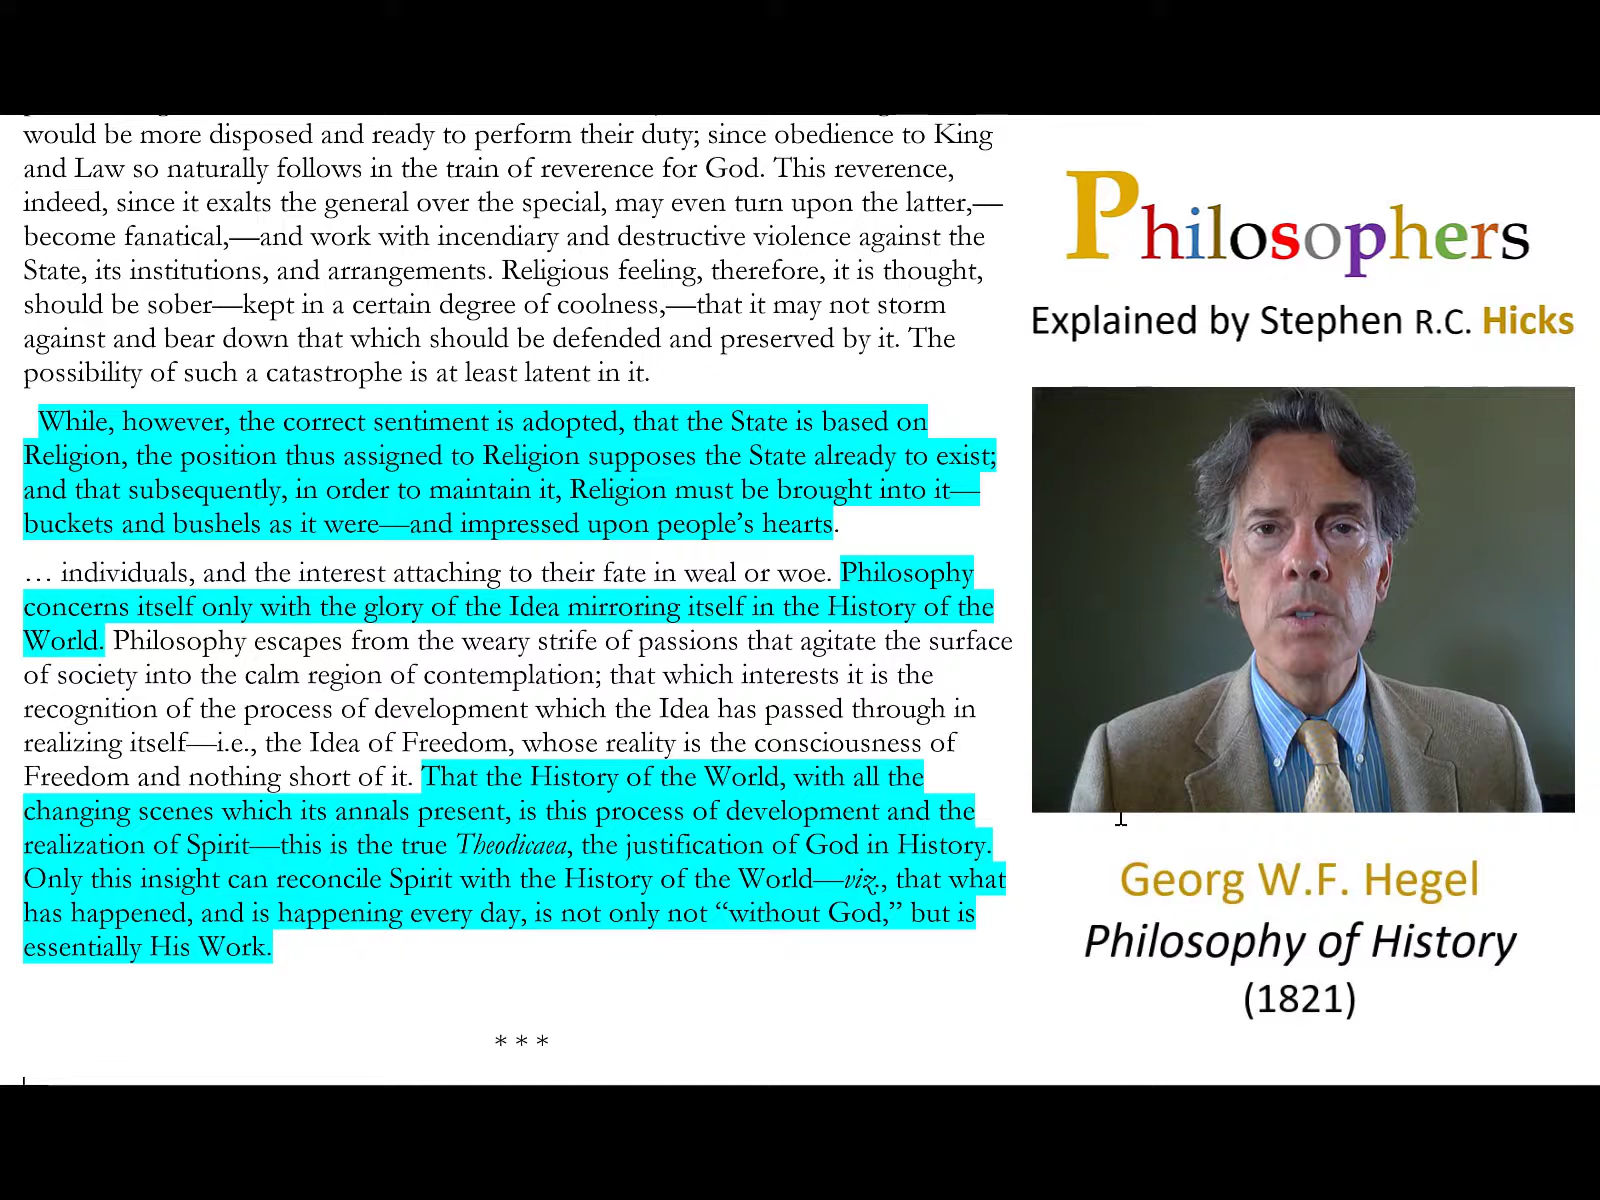 would be more disposed and ready to perform their duty; since obedience to King
and Law so naturally follows in the train of reverence for God. This reverence,
indeed, since it exalts the general over the special, may even turn upon the latter,—
become fanatical,—and work with incendiary and destructive violence against the
State, its institutions, and arrangements. Religious feeling, therefore, it is thought,
should be sober—kept in a certain degree of coolness,—that it may not storm
against and bear down that which should be defended and preserved by it. The
possibility of such a catastrophe is at least latent in it.
While, however, the correct sentiment is adopted, that the State is based on
Religion, the position thus assigned to Religion supposes the State already to exist;
and that subsequently, in order to maintain it, Religion must be brought into it—
buckets and bushels as it were—and impressed upon people’s hearts.
… individuals, and the interest attaching to their fate in weal or woe. Philosophy
concerns itself only with the glory of the Idea mirroring itself in the History of the
World. Philosophy escapes from the weary strife of passions that agitate the surface
of society into the calm region of contemplation; that which interests it is the
recognition of the process of development which the Idea has passed through in
realizing itself—i.e., the Idea of Freedom, whose reality is the consciousness of
Freedom and nothing short of it. That the History of the World, with all the
changing scenes which its annals present, is this process of development and the
realization of Spirit—this is the true Theodicaea, the justification of God in History.
Only this insight can reconcile Spirit with the History of the World—viz., that what
has happened, and is happening every day, is not only not “without God,” but is
essentially His Work.
* * *
Philosophers
Explained by Stephen R.C. Hicks
Georg W.F. Hegel
Philosophy of History
(1821)